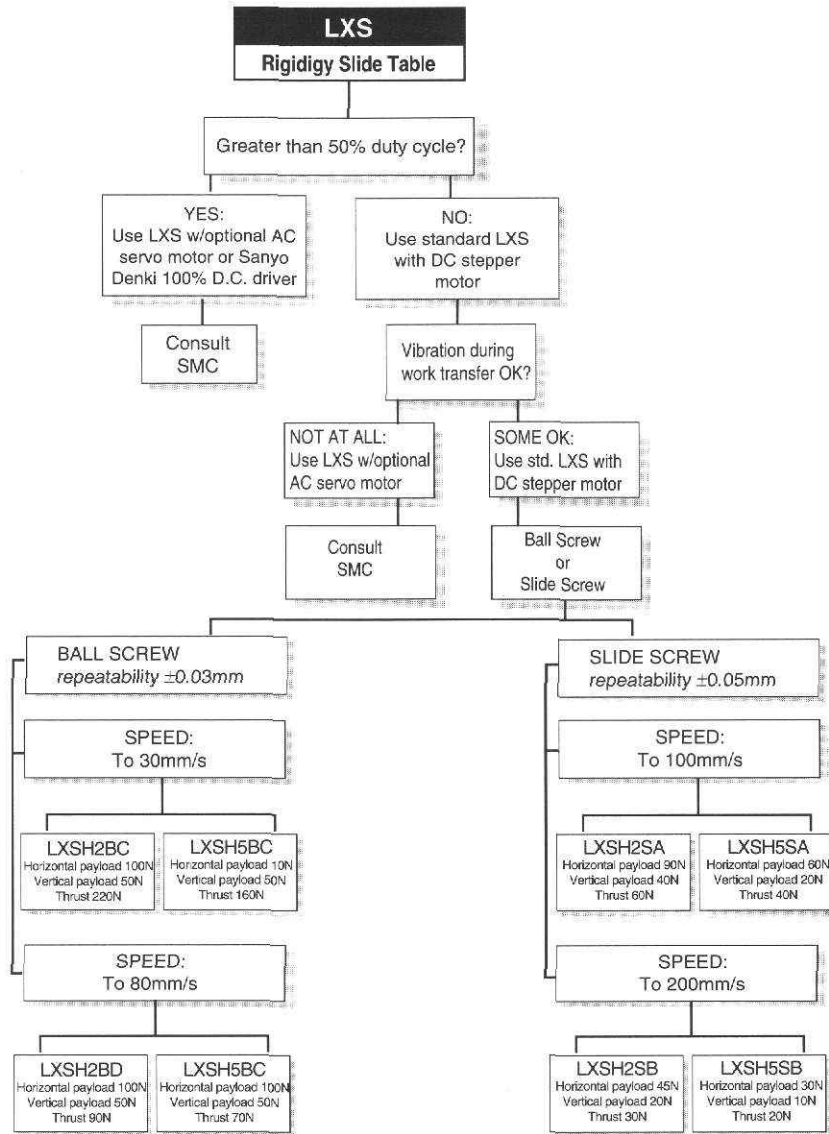 LXS
Rigidigy Slide Table
Greater than 50% duty cycle?
YES:
Use LXS w/optional AC
servo motor or Sanyo
Denki 100% D.C. driver
NO:
Use standard LXS
with DC stepper
motor
Consult
SMC
Vibration during
work transfer OK?
NOT AT ALL:
Use LXS w/optional
AC servo motor
SOME OK:
Use std. LXS with
DC stepper motor
Consult
SMC
Ball Screw
or
Slide Screw
BALL SCREW
repeatability ±0.03mm
SPEED:
To 30mm/s
LXSH2BC
Horizontal payload 100N
Vertical payload 50N
Thrust 220N
LXSH5BC
Horizontal payload 10N
Vertical payload 50N
Thrust 160N
SPEED:
To 80mm/s
LXSH2BD
Horizontal payload 100N
Vertical payload 50N
Thrust 90N
LXSH5BC
Horizontal payload 100N
Vertical payload 50N
Thrust 70N
SLIDE SCREW
repeatability ±0.05mm
SPEED:
To 100mm/s
LXSH2SA
Horizontal payload 90N
Vertical payload 40N
Thrust 60N
LXSH5SA
Horizontal payload 60N
Vertical payload 20N
Thrust 40N
SPEED:
To 200mm/s
LXSH2SB
Horizontal payload 45N
Vertical payload 20N
Thrust 30N
LXSH5SB
Horizontal payload 30N
Vertical payload 10N
Thrust 20N